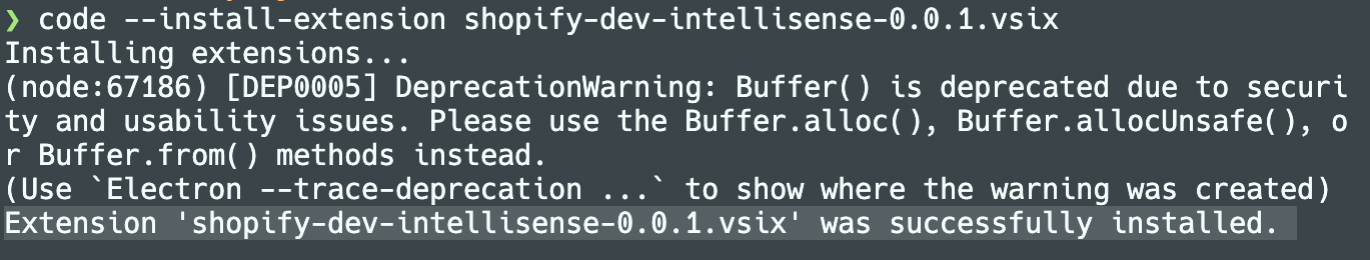 ❯ code --install-extension shopify-dev-intellisense-0.0.1.vsix
Installing extensions...
(node:67186) [DEP0005] DeprecationWarning: Buffer() is deprecated due to securi
ty and usability issues. Please use the Buffer.alloc(), Buffer.allocUnsafe(), o
r Buffer.from() methods instead.
(Use `Electron --trace-deprecation ...` to show where the warning was created)
Extension 'shopify-dev-intellisense-0.0.1.vsix' was successfully installed.